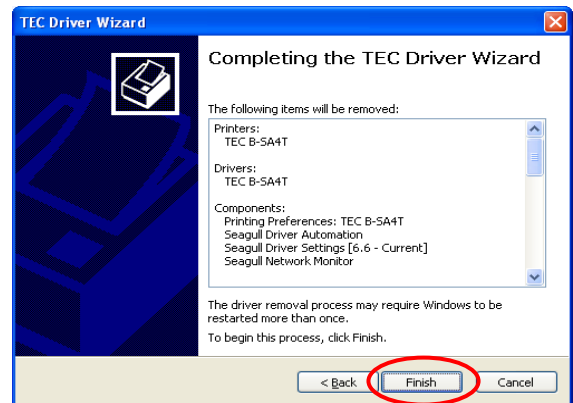 TEC Driver Wizard
Completing the TEC Driver Wizard
The following items will be removed:
Printers:
TEC B-SA4T
Drivers:
TEC B-SA4T
Components:
Printing Preferences: TEC B-SA4T
Seagull Driver Automation
Seagull Driver Settings [6.6 - Current]
Seagull Network Monitor
The driver removal process may require Windows to be
restarted more than once.
To begin this process, click Finish.
< Back Finish Cancel